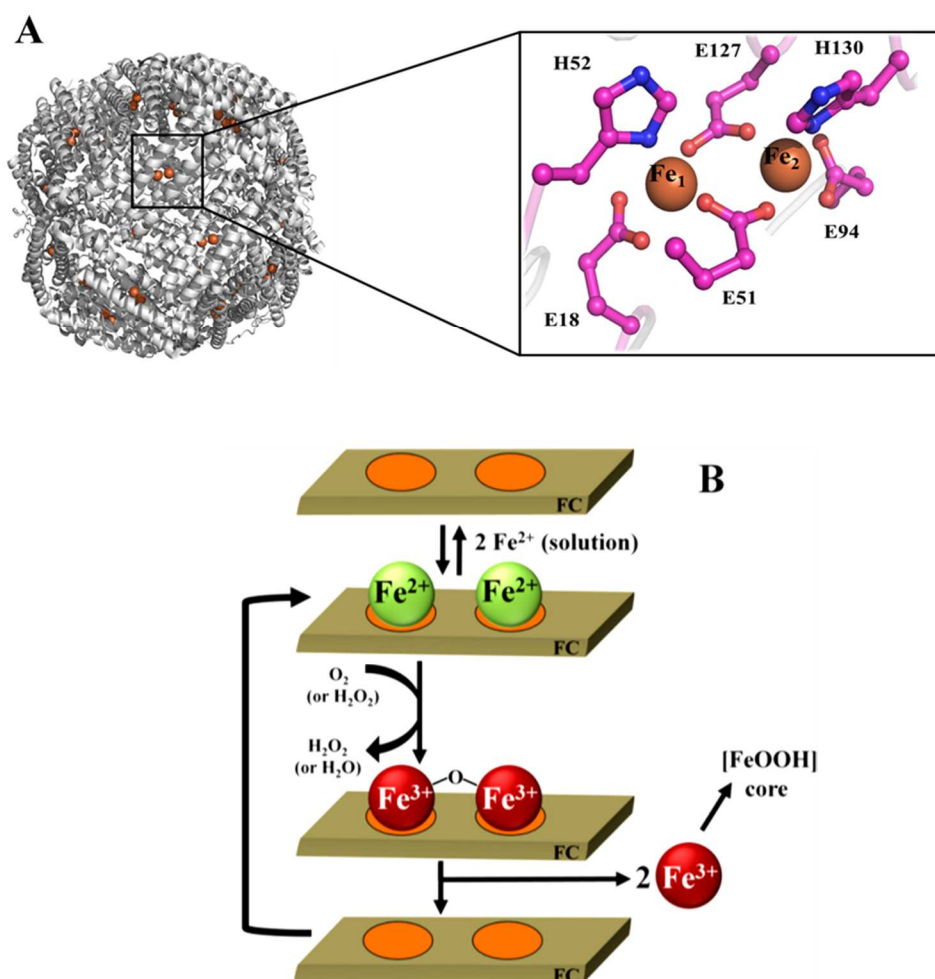 A
H52
E127
H130
Fe₁
Fe₂
E94
E18
E51
B
FC
2 Fe²⁺ (solution)
Fe²⁺
Fe²⁺
FC
O₂
(or H₂O₂)
H₂O₂
(or H₂O)
Fe³⁺
O
Fe³⁺
FC
[FeOOH]
core
2 Fe³⁺
FC